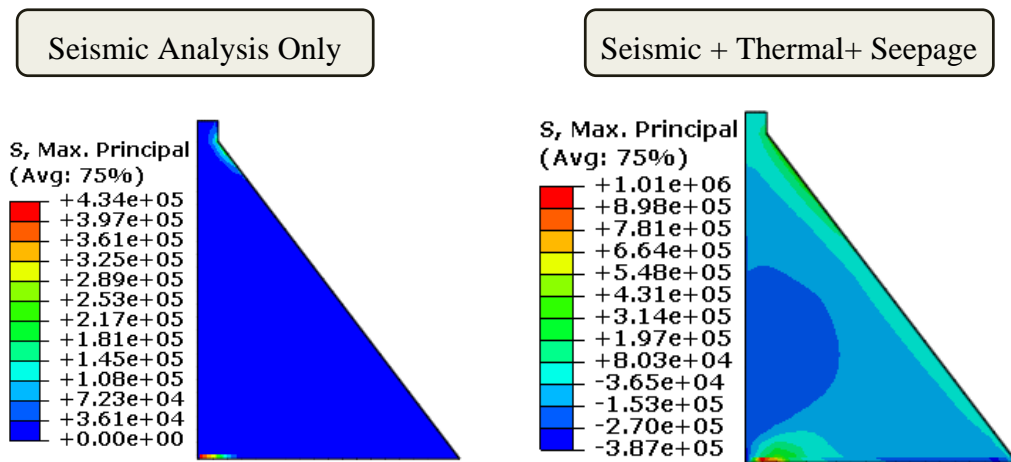 Seismic Analysis Only
S, Max. Principal
(Avg: 75%)
+4.34e+05
+3.97e+05
+3.61e+05
+3.25e+05
+2.89e+05
+2.53e+05
+2.17e+05
+1.81e+05
+1.45e+05
+1.08e+05
+7.23e+04
+3.61e+04
+0.00e+00
Seismic + Thermal+ Seepage
S, Max. Principal
(Avg: 75%)
+1.01e+06
+8.98e+05
+7.81e+05
+6.64e+05
+5.48e+05
+4.31e+05
+3.14e+05
+1.97e+05
+8.03e+04
-3.65e+04
-1.53e+05
-2.70e+05
-3.87e+05